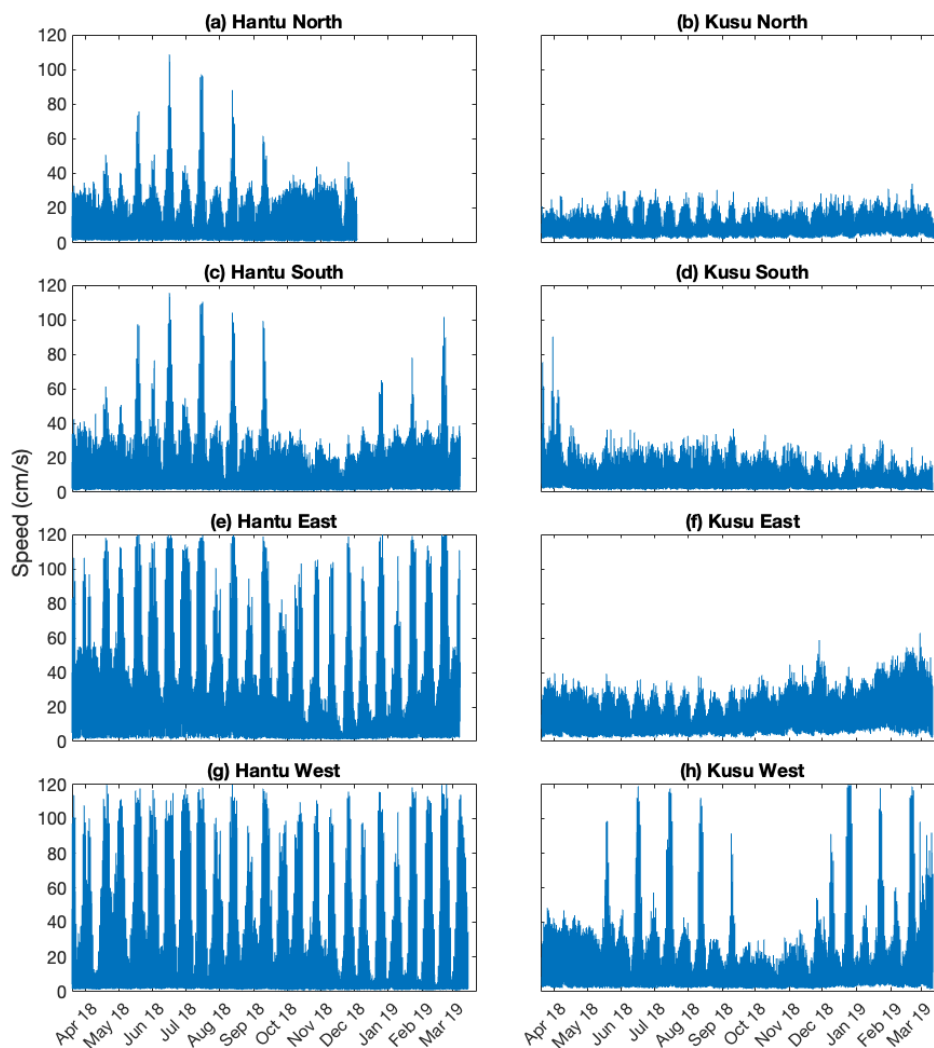 (a) Hantu North
(b) Kusu North
120
100
80
60
40
20
0
(c) Hantu South
(d) Kusu South
120
100
80
60
40
20
0
Speed (cm/s)
(e) Hantu East
(f) Kusu East
120
100
80
60
40
20
0
(g) Hantu West
(h) Kusu West
120
100
80
60
40
20
0
Apr 18 May 18 Jun 18 Jul 18 Aug 18 Sep 18 Oct 18 Nov 18 Dec 18 Jan 19 Feb 19 Mar 19
Apr 18 May 18 Jun 18 Jul 18 Aug 18 Sep 18 Oct 18 Nov 18 Dec 18 Jan 19 Feb 19 Mar 19